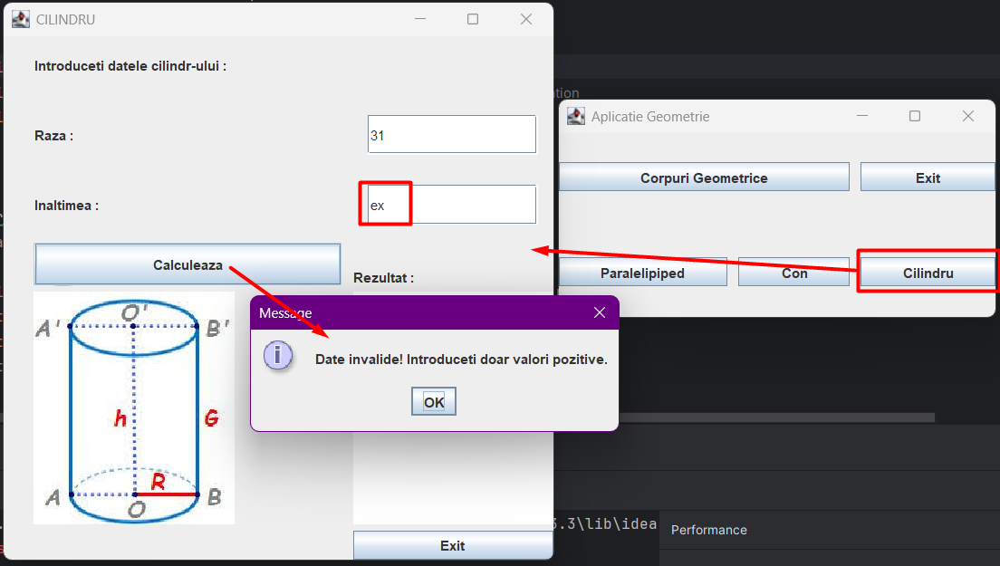 CILINDRU
Introduceti datele cilindr-ului :
Raza :
31
Inaltimea :
ex
Calculeaza
Rezultat :
A' O' B'
h G
R
A O B
Exit
Message
Date invalide! Introduceti doar valori pozitive.
OK
tion
Aplicatie Geometrie
Corpuri Geometrice
Exit
Paralelipiped
Con
Cilindru
3.3\lib\idea
Performance